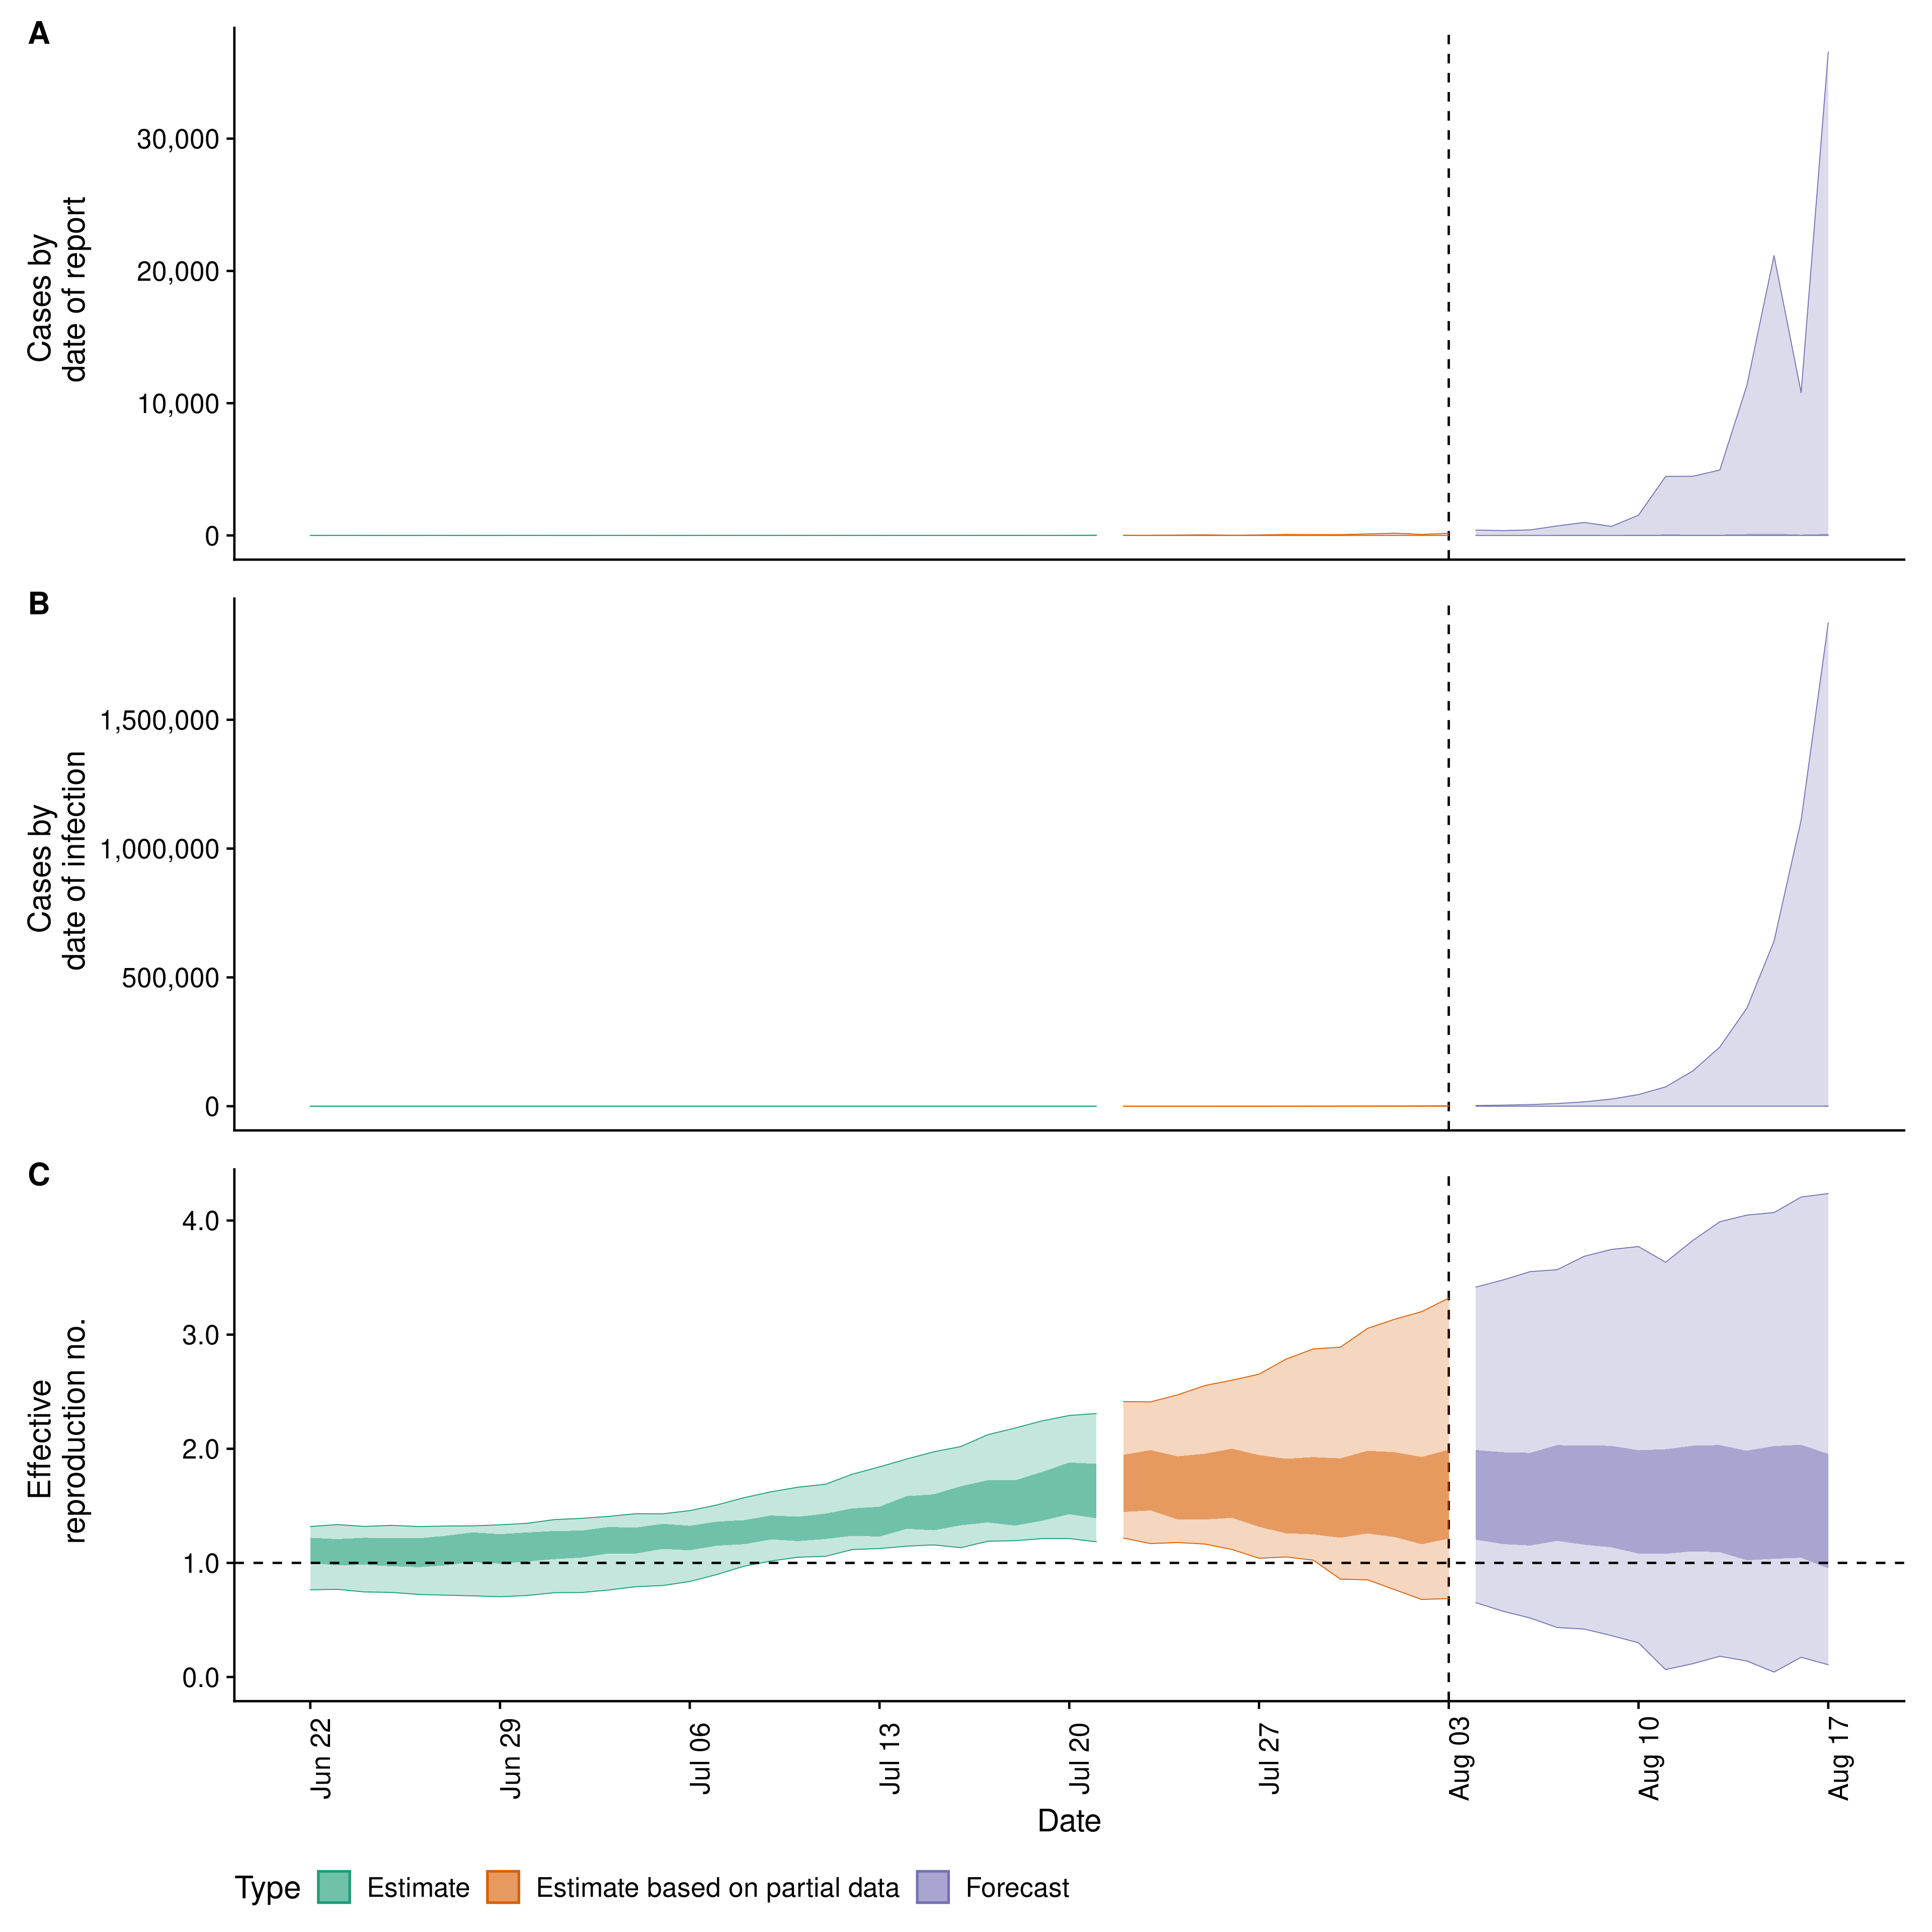 A
30,000
20,000
10,000
0
Cases by
date of report
B
1,500,000
1,000,000
500,000
0
Cases by
date of infection
C
4.0
3.0
2.0
1.0
0.0
Effective
reproduction no.
Jun 22
Jun 29
Jul 06
Jul 13
Jul 20
Jul 27
Aug 03
Aug 10
Aug 17
Date
Type Estimate Estimate based on partial data Forecast